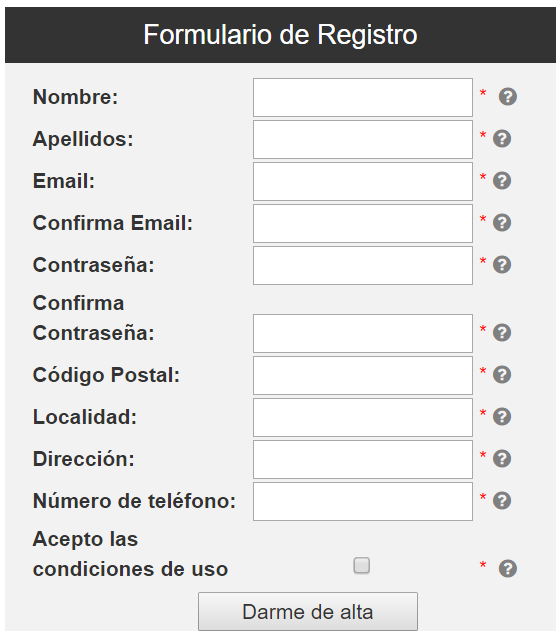 Formulario de Registro
Nombre: * ?
Apellidos: * ?
Email: * ?
Confirma Email: * ?
Contraseña: * ?
Confirma
Contraseña: * ?
Código Postal: * ?
Localidad: * ?
Dirección: * ?
Número de teléfono: * ?
Acepto las
condiciones de uso * ?
Darme de alta